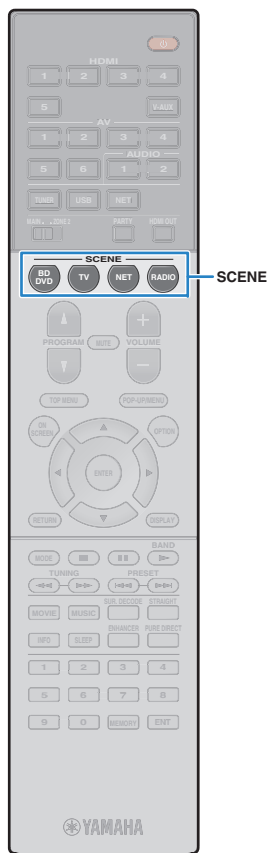 HDMI
1 2 3 4
5 V-AUX
AV
1 2 3 4
AUDIO
5 6 1 2
TUNER USB NET
MAIN ZONE2 PARTY HDMI OUT
SCENE
BD DVD TV NET RADIO
SCENE
PROGRAM MUTE VOLUME
TOP MENU POP-UP/MENU
ON SCREEN OPTION
ENTER
RETURN DISPLAY
BAND
MODE
TUNING PRESET
MOVIE MUSIC SUR. DECODE STRAIGHT
INFO SLEEP ENHANCER PURE DIRECT
1 2 3 4
5 6 7 8
9 0 MEMORY ENT
YAMAHA